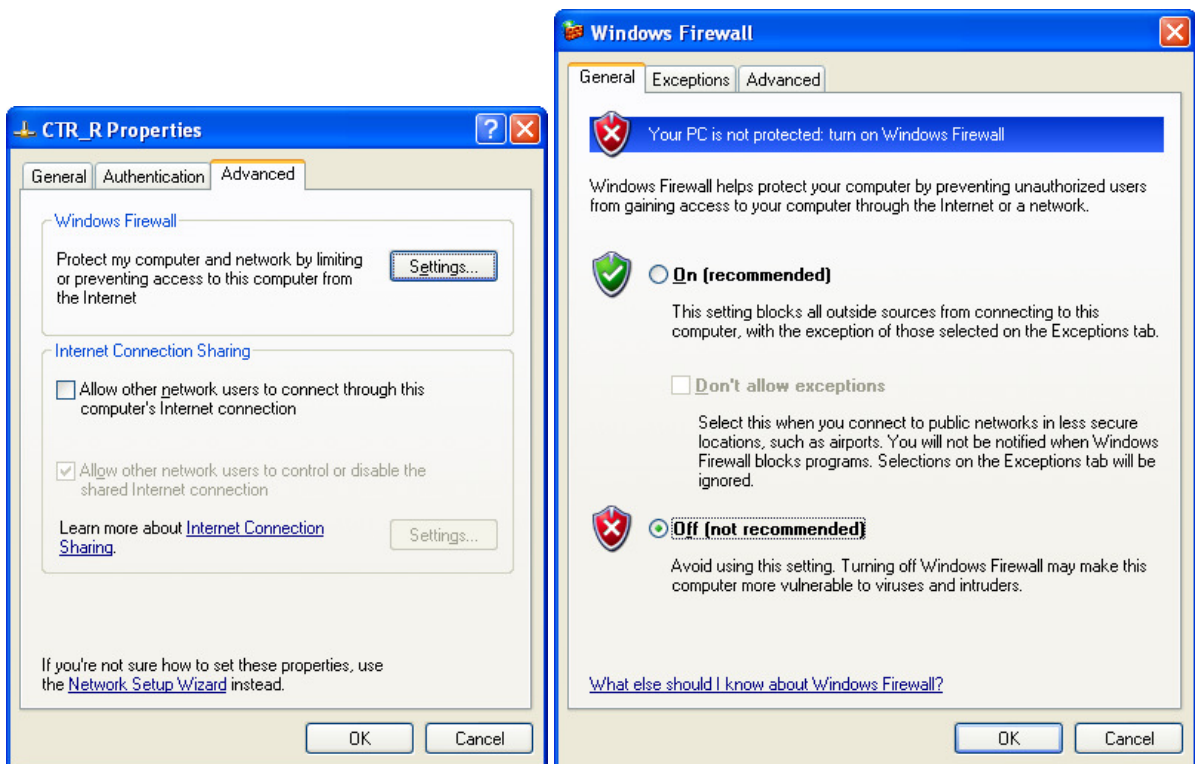 CTR_R Properties
General Authentication Advanced
Windows Firewall
Protect my computer and network by limiting
or preventing access to this computer from
the Internet
Settings...
Internet Connection Sharing
Allow other network users to connect through this
computer's Internet connection
Allow other network users to control or disable the
shared Internet connection
Learn more about Internet Connection
Sharing.
Settings...
If you're not sure how to set these properties, use
the Network Setup Wizard instead.
OK Cancel
Windows Firewall
General Exceptions Advanced
Your PC is not protected: turn on Windows Firewall
Windows Firewall helps protect your computer by preventing unauthorized users
from gaining access to your computer through the Internet or a network.
On (recommended)
This setting blocks all outside sources from connecting to this
computer, with the exception of those selected on the Exceptions tab.
Don't allow exceptions
Select this when you connect to public networks in less secure
locations, such as airports. You will not be notified when Windows
Firewall blocks programs. Selections on the Exceptions tab will be
ignored.
Off (not recommended)
Avoid using this setting. Turning off Windows Firewall may make this
computer more vulnerable to viruses and intruders.
What else should I know about Windows Firewall?
OK Cancel